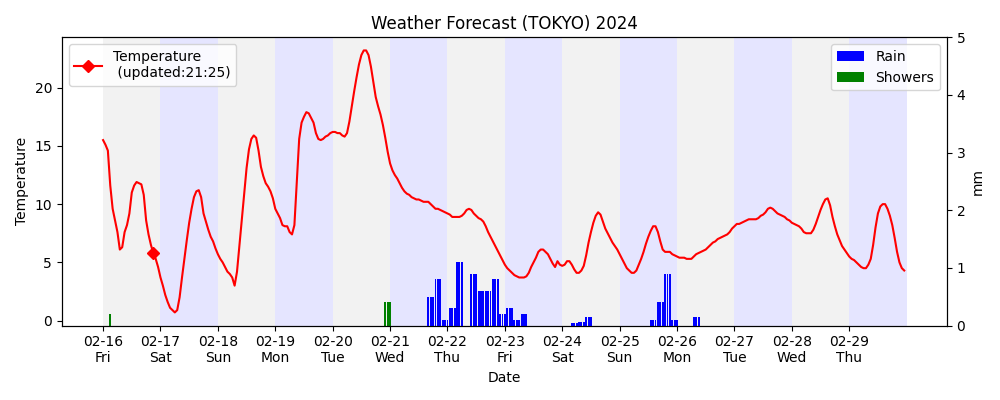 Weather Forecast (TOKYO) 2024
Temperature
(updated:21:25)
Rain
Showers
Temperature
20
15
10
5
0
5
4
3
2
1
0
mm
02-16 02-17 02-18 02-19 02-20 02-21 02-22 02-23 02-24 02-25 02-26 02-27 02-28 02-29
Fri Sat Sun Mon Tue Wed Thu Fri Sat Sun Mon Tue Wed Thu
Date